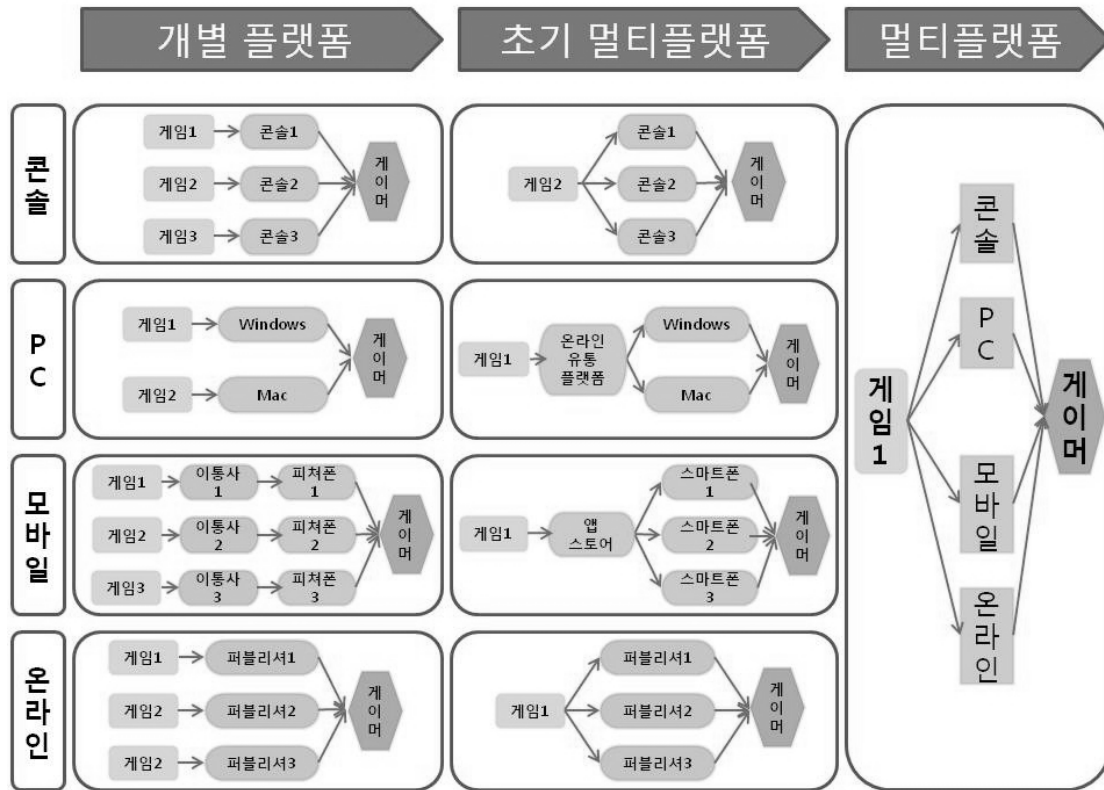 개별 플랫폼
초기 멀티플랫폼
멀티플랫폼
콘솔
게임1
콘솔1
게임2
콘솔2
게임3
콘솔3
게이머
게임2
콘솔1
콘솔2
콘솔3
게이머
PC
게임1
Windows
게임2
Mac
게이머
게임1
온라인
유통
플랫폼
Windows
Mac
게이머
모바일
게임1
이통사
1
피쳐폰
1
게임2
이통사
2
피쳐폰
2
게임3
이통사
3
피쳐폰
3
게이머
게임1
앱
스토어
스마트폰
1
스마트폰
2
스마트폰
3
게이머
온라인
게임1
퍼블리셔1
게임2
퍼블리셔2
게임2
퍼블리셔3
게이머
게임1
퍼블리셔1
퍼블리셔2
퍼블리셔3
게이머
게임1
콘솔
PC
모바일
온라인
게이머